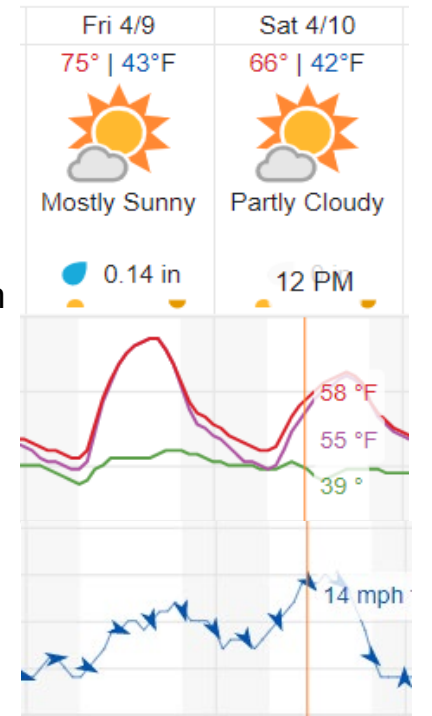 Fri 4/9
Sat 4/10
75° | 43°F
66° | 42°F
Mostly Sunny
Partly Cloudy
0.14 in
12 PM
58 °F
55 °F
39 °
14 mph